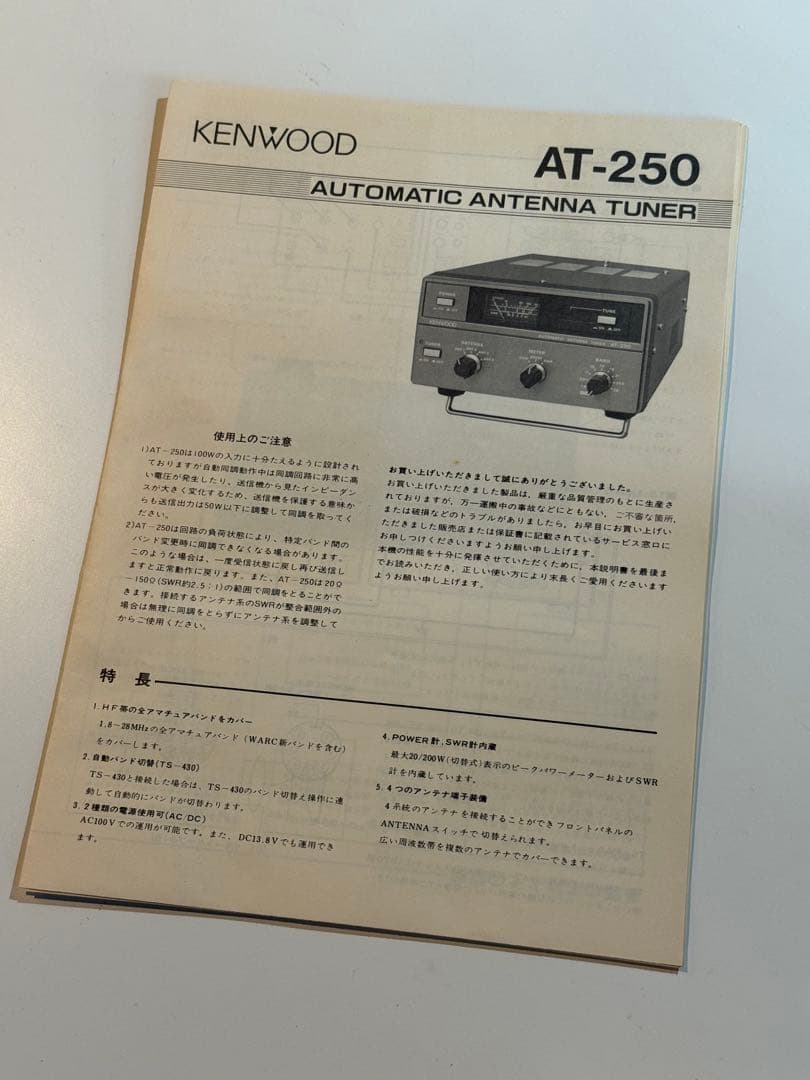 KENWOOD
AT-250
AUTOMATIC ANTENNA TUNER
POWER
TUNE
KENWOOD
AUTOMATIC ANTENNA TUNER AT-250
TUNER
ANTENNA
METER
BAND
使用上のご注意
1)AT-250は100Wの入力に十分たえるように設計され
ておりますが自動同調動作中は同調回路に非常に高
い電圧が発生したり、送信機から見たインピーダン
スが大きく変化するため、送信機を保護する意味か
らも送信出力は50W以下に調整して同調を取ってく
ださい。
2)AT-250は回路の負荷状態により、特定バンド間の
バンド変更時に同調できなくなる場合があります。
このような場合は、一度受信状態に戻し再び送信し
ますと正常動作に戻ります。また、AT-250は20Ω
～150Ω(SWR約2.5：1)の範囲で同調をとることがで
きます。接続するアンテナ系のSWRが整合範囲外の
場合は無理に同調をとらずにアンテナ系を調整して
からご使用ください。
お買い上げいただきまして誠にありがとうございました。
お買い上げいただきました製品は、厳重な品質管理のもとに生産さ
れておりますが、万一運搬中の事故などにともない、ご不審な箇所、
または破損などのトラブルがありましたら、お早目にお買い上げい
ただきました販売店または保証書に記載されているサービス窓口に
お申しつけくださいますようお願い申し上げます。
本機の性能を十分に発揮させていただくために、本説明書を最後ま
でお読みいただき、正しい使い方により末長くご愛用くださいます
ようお願い申し上げます。
特 長
1. HF帯の全アマチュアバンドをカバー
1.8～28MHzの全アマチュアバンド（WARC新バンドを含む）
をカバーします。
2. 自動バンド切替(TS-430)
TS-430と接続した場合は、TS-430のバンド切替え操作に連
動して自動的にバンドが切替わります。
3. 2種類の電源使用可(AC/DC)
AC100Vでの運用が可能です。また、DC13.8Vでも運用でき
ます。
4. POWER計, SWR計内蔵
最大20/200W(切替式)表示のピークパワーメーターおよびSWR
計を内蔵しています。
5. 4つのアンテナ端子装備
4系統のアンテナを接続することができフロントパネルの
ANTENNAスイッチで切替えられます。
広い周波数帯を複数のアンテナでカバーできます。